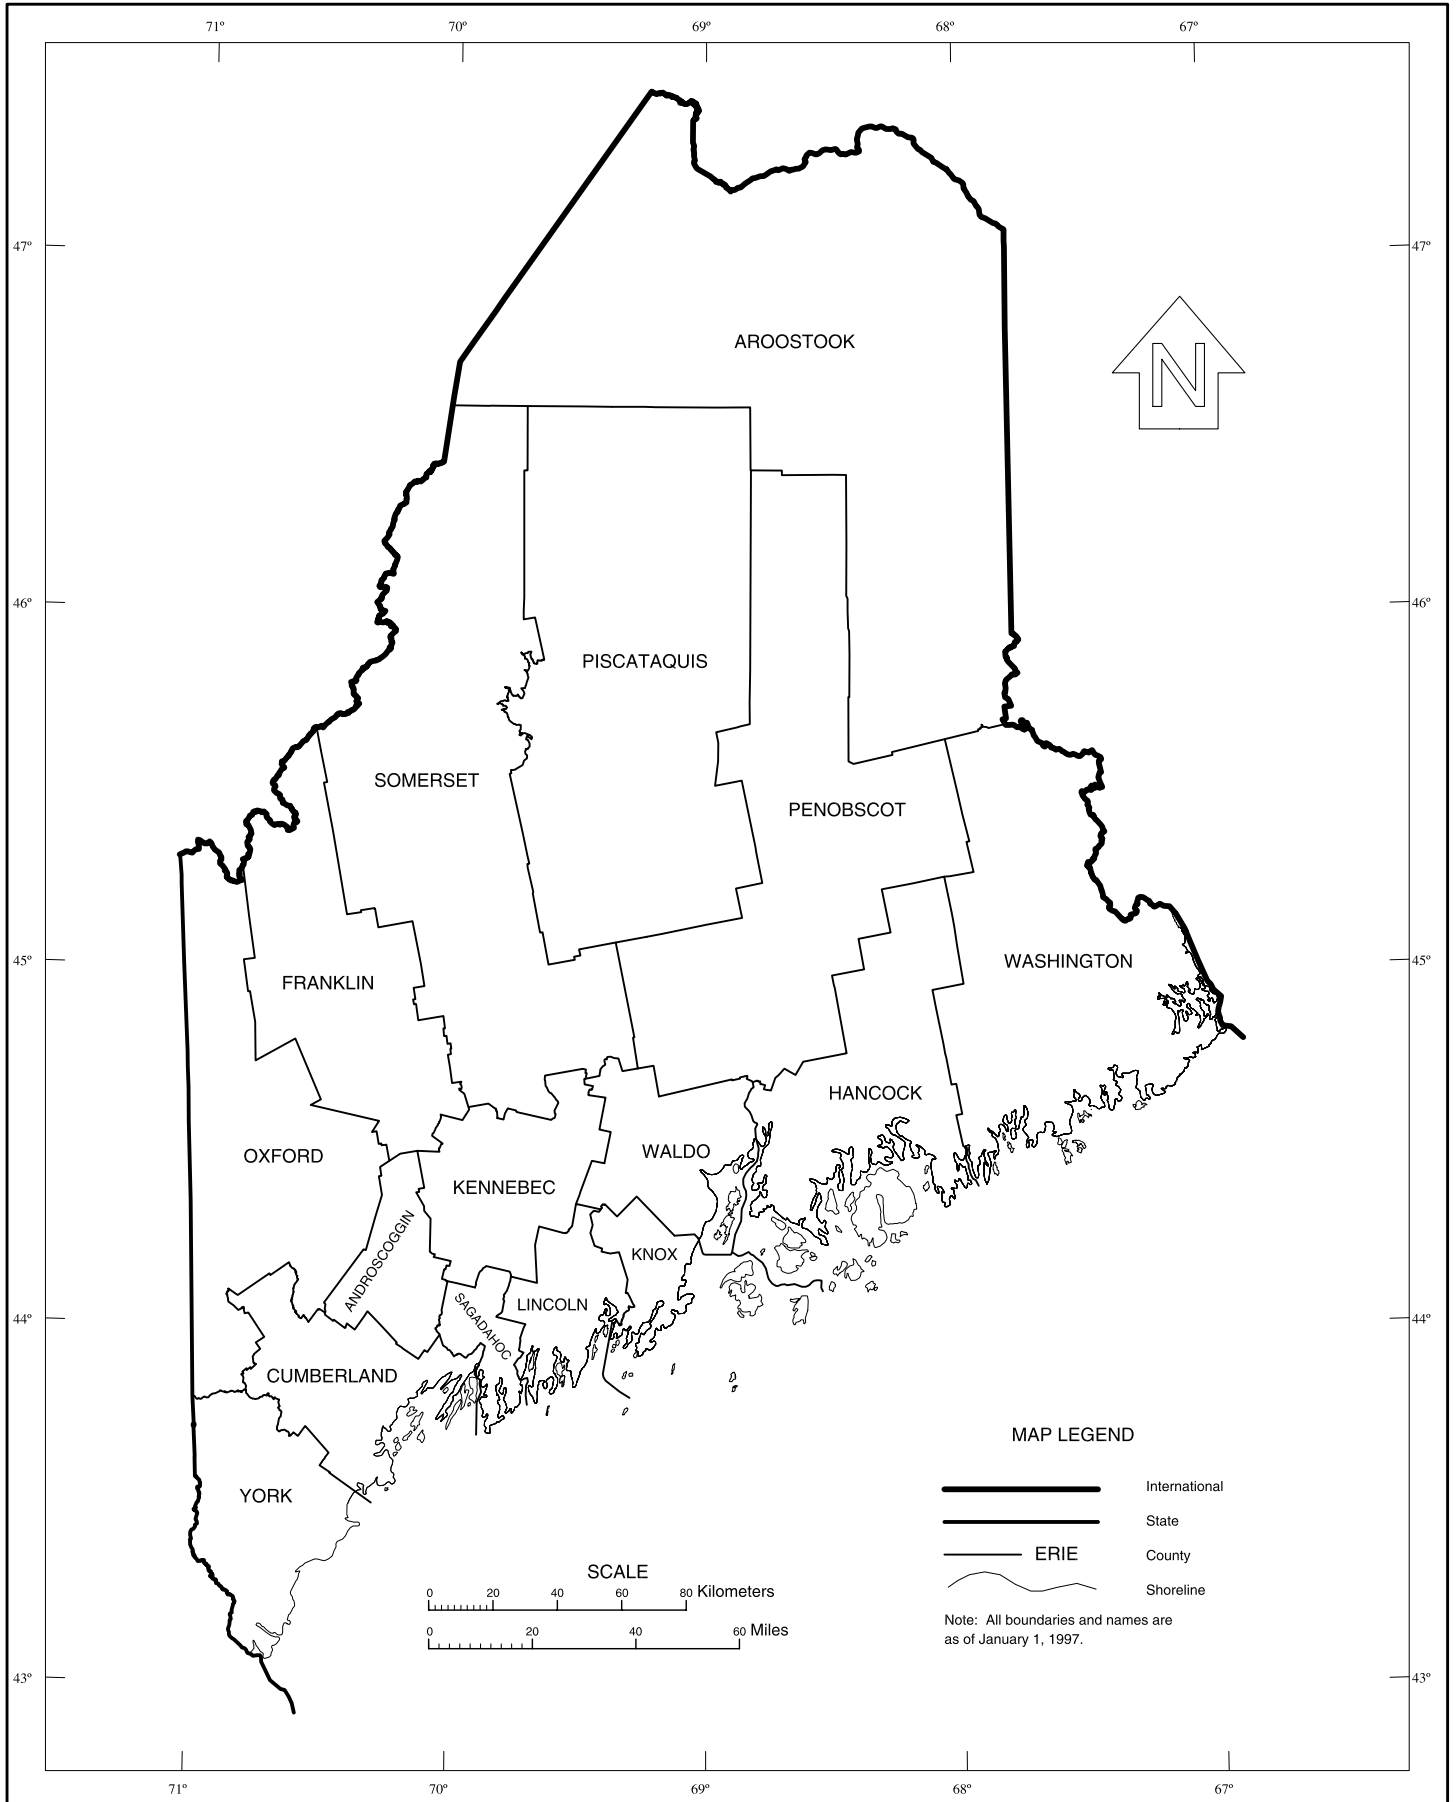 71° 70° 69° 68° 67°
47° 47°
AROOSTOOK
N
46° 46°
PISCATAQUIS
SOMERSET
PENOBSCOT
45° 45°
WASHINGTON
FRANKLIN
HANCOCK
OXFORD
WALDO
KENNEBEC
ANDROSCOGGIN
KNOX
SAGADAHOC
LINCOLN
44° 44°
CUMBERLAND
YORK
MAP LEGEND
International
State
ERIE County
Shoreline
Note: All boundaries and names are
as of January 1, 1997.
SCALE
0 20 40 60 80 Kilometers
0 20 40 60 Miles
43° 43°
71° 70° 69° 68° 67°